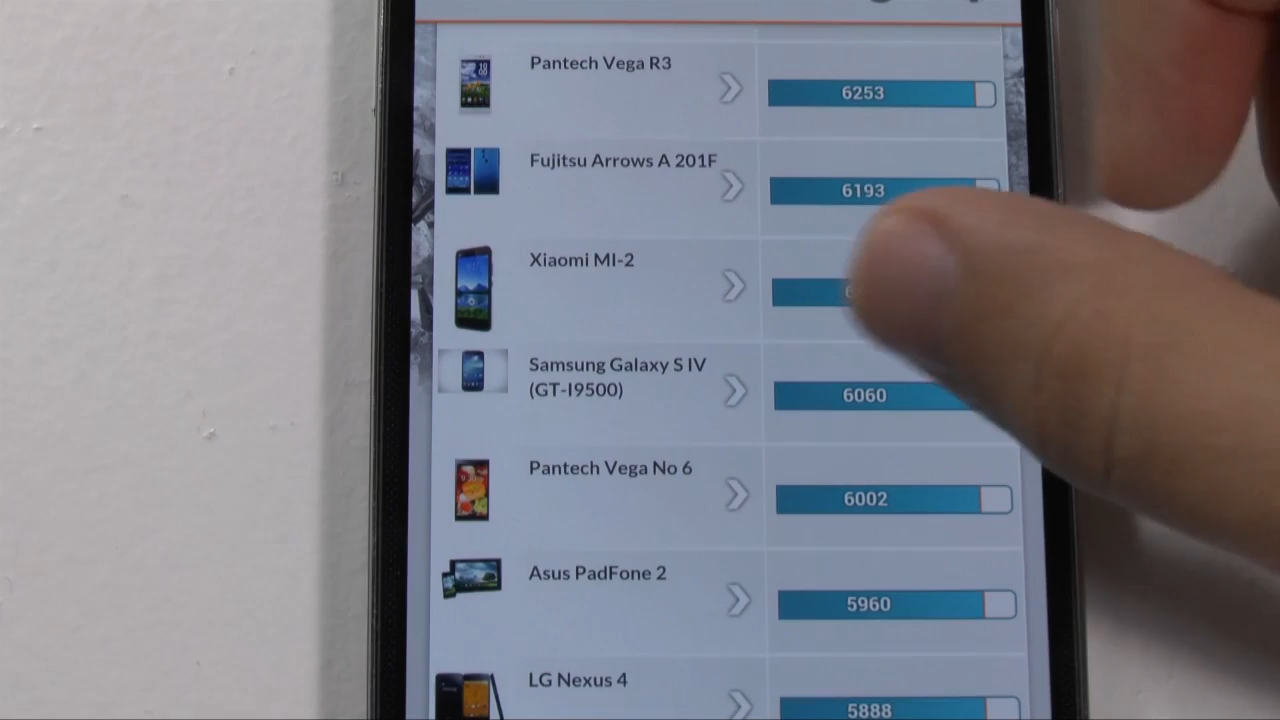 Pantech Vega R3
6253
Fujitsu Arrows A 201F
6193
Xiaomi MI-2
Samsung Galaxy S IV
(GT-I9500)
6060
Pantech Vega No 6
6002
Asus PadFone 2
5960
LG Nexus 4
5888